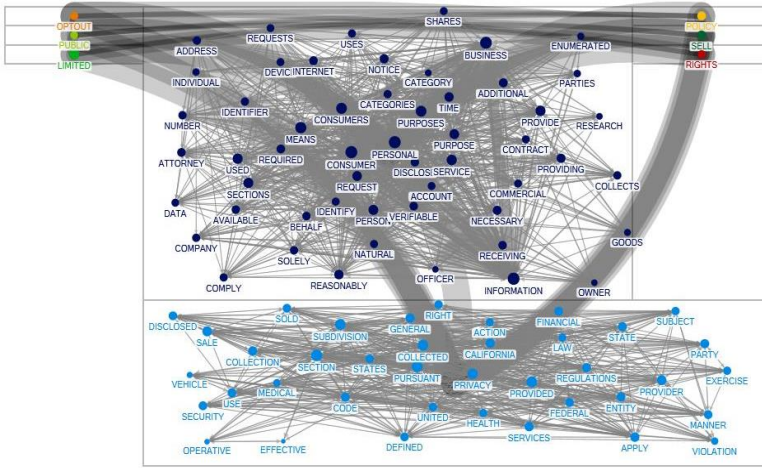 SHARES
OPTOUT
POLICY
REQUESTS
USES
PUBLIC
SELL
ADDRESS
BUSINESS
ENUMERATED
LIMITED
RIGHTS
DEVIC
INTERNET
NOTICE
INDIVIDUAL
CATEGORY
PARTIES
ADDITIONAL
IDENTIFIER
CATEGORIES
TIME
CONSUMERS
PURPOSES
PROVIDE
RESEARCH
NUMBER
MEANS
PURPOSE
CONTRACT
ATTORNEY
REQUIRED
PERSONAL
USED
CONSUMER
DISCLOS
SERVICE
PROVIDING
SECTIONS
REQUEST
COMMERCIAL
COLLECTS
ACCOUNT
DATA
AVAILABLE
IDENTIFY
PERSON
VERIFIABLE
NECESSARY
BEHALF
COMPANY
GOODS
SOLELY
NATURAL
RECEIVING
COMPLY
REASONABLY
OFFICER
INFORMATION
OWNER
DISCLOSED
SOLD
RIGHT
FINANCIAL
SUBJECT
SALE
SUBDIVISION
GENERAL
ACTION
STATE
COLLECTION
SECTION
STATES
COLLECTED
CALIFORNIA
LAW
PARTY
VEHICLE
MEDICAL
PURSUANT
PRIVACY
PROVIDED
REGULATIONS
PROVIDER
EXERCISE
SECURITY
USE
CODE
UNITED
HEALTH
FEDERAL
ENTITY
MANNER
OPERATIVE
EFFECTIVE
DEFINED
SERVICES
APPLY
VIOLATION